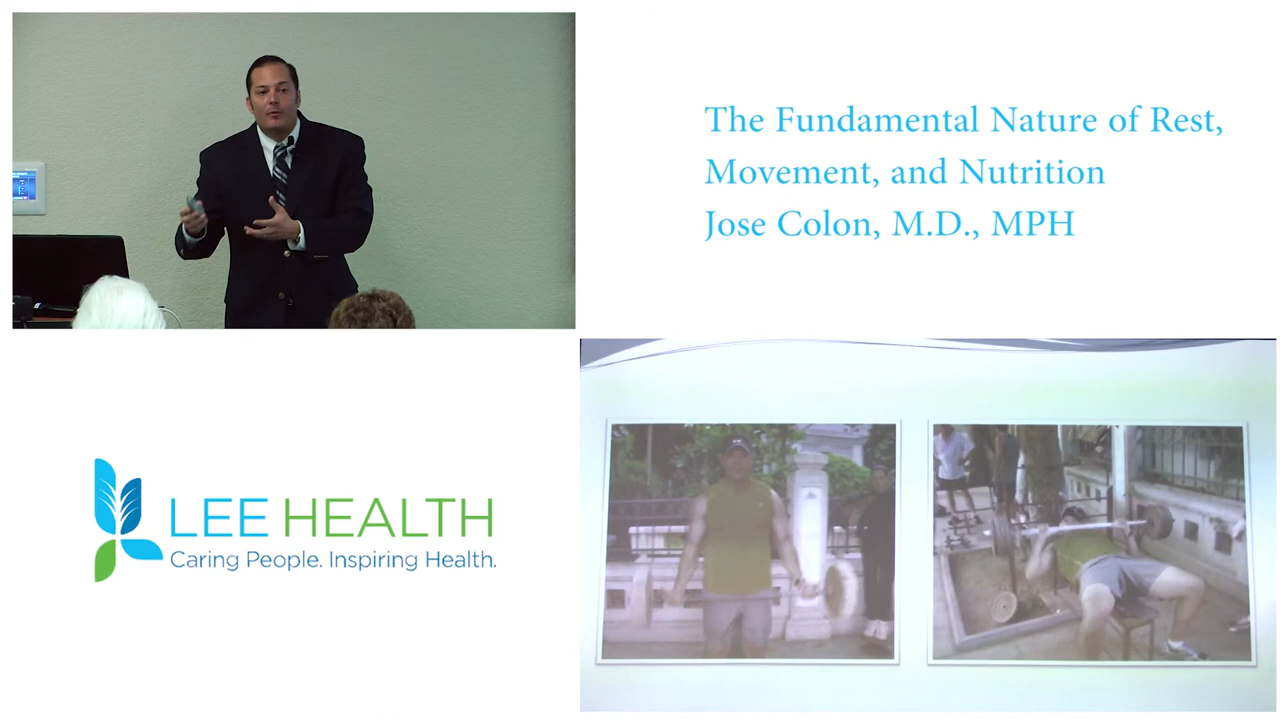 The Fundamental Nature of Rest,
Movement, and Nutrition
Jose Colon, M.D., MPH
LEE HEALTH
Caring People. Inspiring Health.